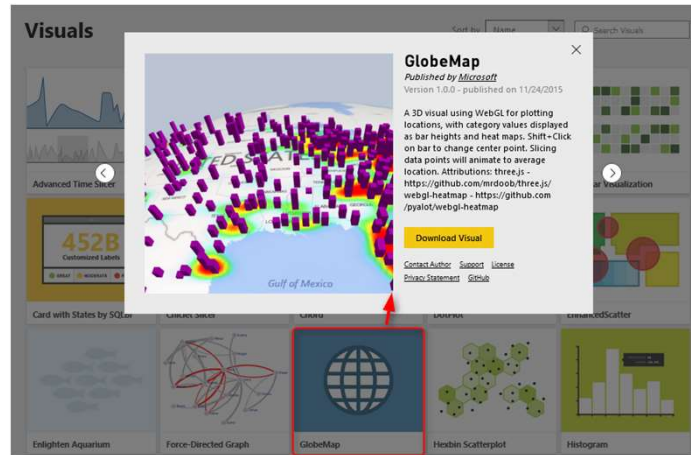 Visuals
Sort by Name
Search Visuals
GlobeMap
Published by Microsoft
Version 1.0.0 - published on 11/24/2015
A 3D visual using WebGL for plotting
locations, with category values displayed
as bar heights and heat maps. Shift+Click
on bar to change center point. Slicing
data points will animate to average
location. Attributions: three.js -
https://github.com/mrdoob/three.js/
webgl-heatmap - https://github.com
/pyalot/webgl-heatmap
Download Visual
Contact Author Support License
Privacy Statement GitHub
Gulf of Mexico
Advanced Time Slicer
452B
Customized Labels
Card with States by SQLBI
Chiclet Slicer
Chord
DotPlot
EnhancedScatter
Enlighten Aquarium
Force-Directed Graph
GlobeMap
Hexbin Scatterplot
Histogram